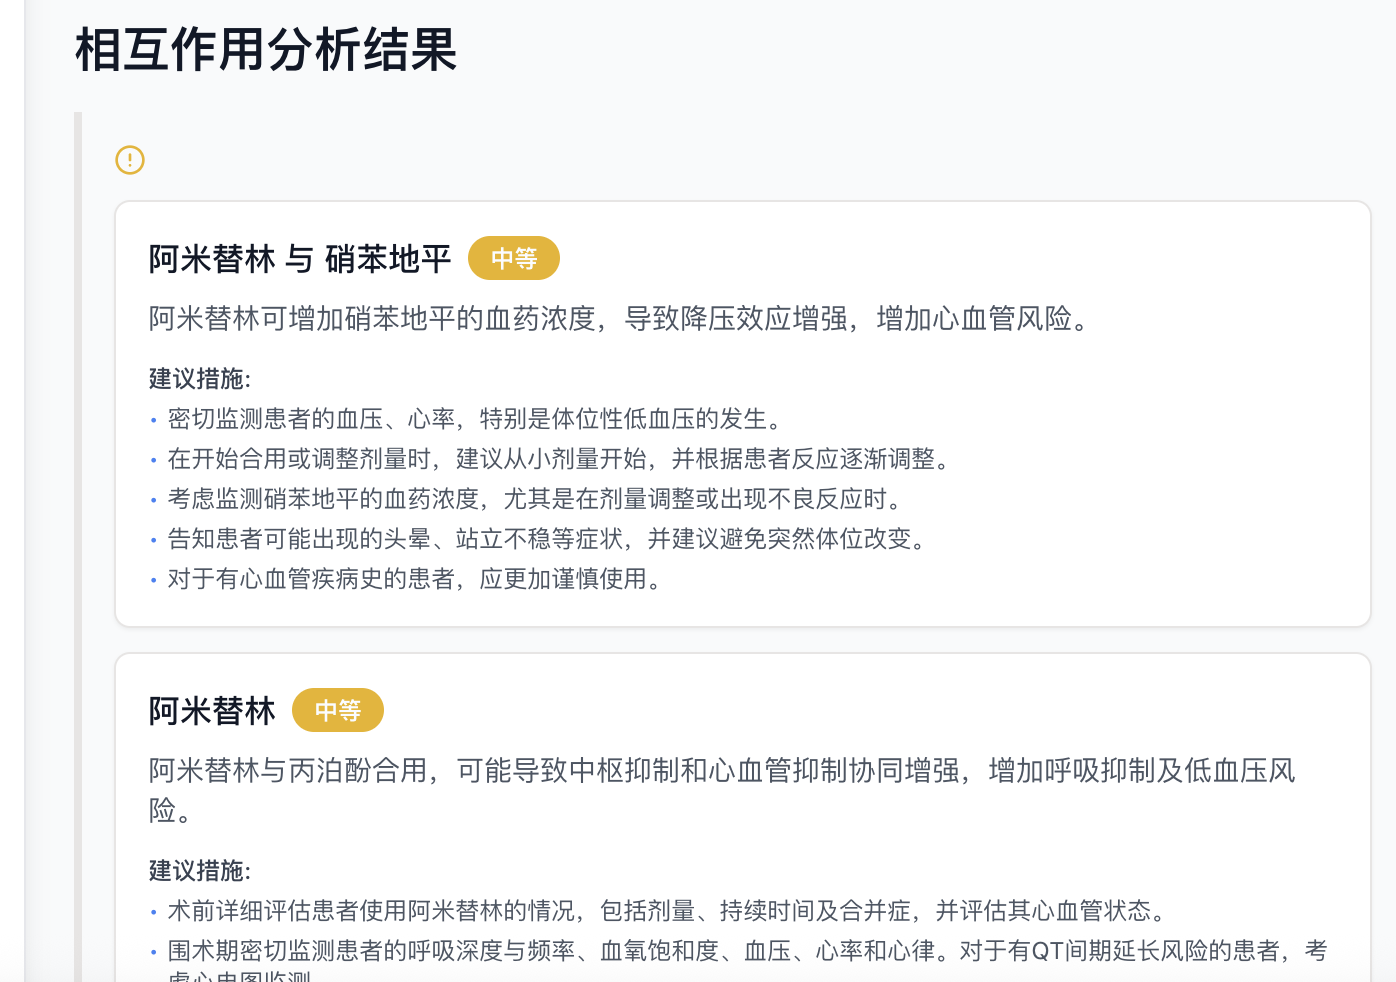 相互作用分析结果
阿米替林 与 硝苯地平 中等
阿米替林可增加硝苯地平的血药浓度，导致降压效应增强，增加心血管风险。
建议措施:
• 密切监测患者的血压、心率，特别是体位性低血压的发生。
• 在开始合用或调整剂量时，建议从小剂量开始，并根据患者反应逐渐调整。
• 考虑监测硝苯地平的血药浓度，尤其是在剂量调整或出现不良反应时。
• 告知患者可能出现的头晕、站立不稳等症状，并建议避免突然体位改变。
• 对于有心血管疾病史的患者，应更加谨慎使用。
阿米替林 中等
阿米替林与丙泊酚合用，可能导致中枢抑制和心血管抑制协同增强，增加呼吸抑制及低血压风
险。
建议措施:
• 术前详细评估患者使用阿米替林的情况，包括剂量、持续时间及合并症，并评估其心血管状态。
• 围术期密切监测患者的呼吸深度与频率、血氧饱和度、血压、心率和心律。对于有QT间期延长风险的患者，考
虑心电图监测